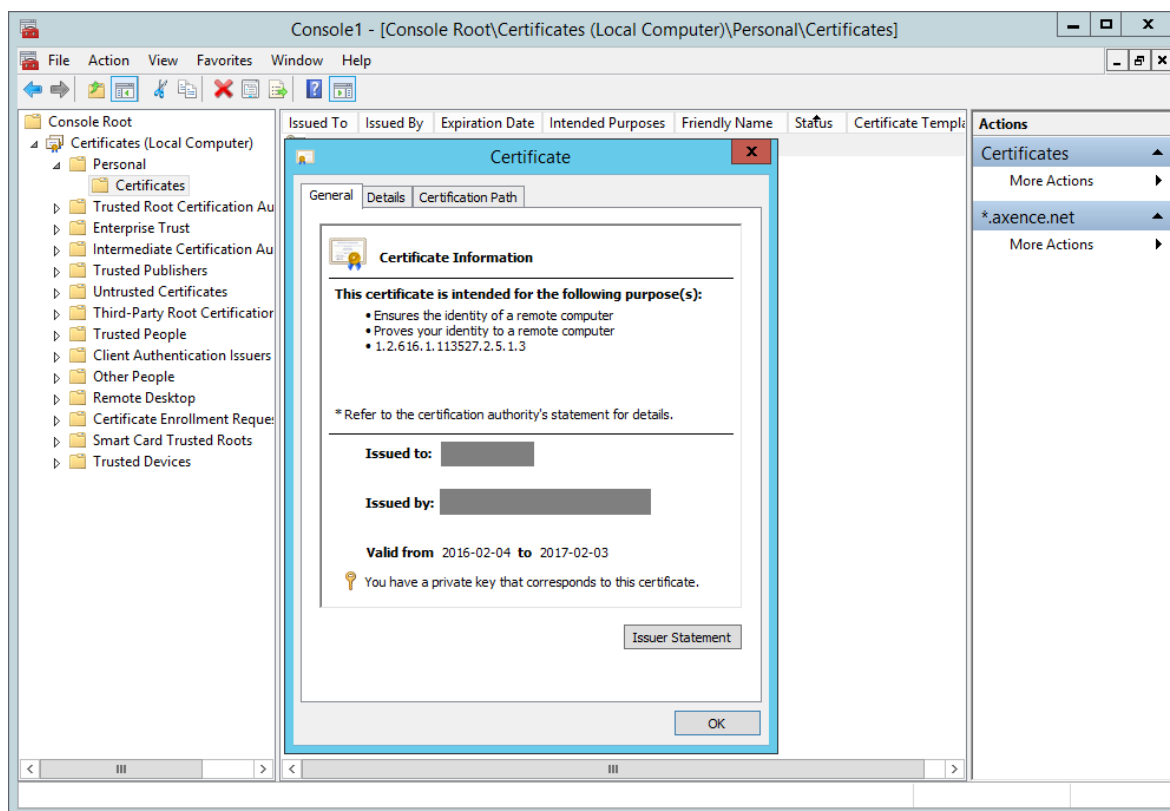 Console1 - [Console Root\Certificates (Local Computer)\Personal\Certificates]
File Action View Favorites Window Help
Console Root
Certificates (Local Computer)
Personal
Certificates
Trusted Root Certification Au
Enterprise Trust
Intermediate Certification Au
Trusted Publishers
Untrusted Certificates
Third-Party Root Certification
Trusted People
Client Authentication Issuers
Other People
Remote Desktop
Certificate Enrollment Reque
Smart Card Trusted Roots
Trusted Devices
Issued To Issued By Expiration Date Intended Purposes Friendly Name Status Certificate Templa
Certificate
General Details Certification Path
Certificate Information
This certificate is intended for the following purpose(s):
• Ensures the identity of a remote computer
• Proves your identity to a remote computer
• 1.2.616.1.113527.2.5.1.3
* Refer to the certification authority's statement for details.
Issued to:
Issued by:
Valid from 2016-02-04 to 2017-02-03
You have a private key that corresponds to this certificate.
Issuer Statement
OK
Actions
Certificates
More Actions
*.axence.net
More Actions